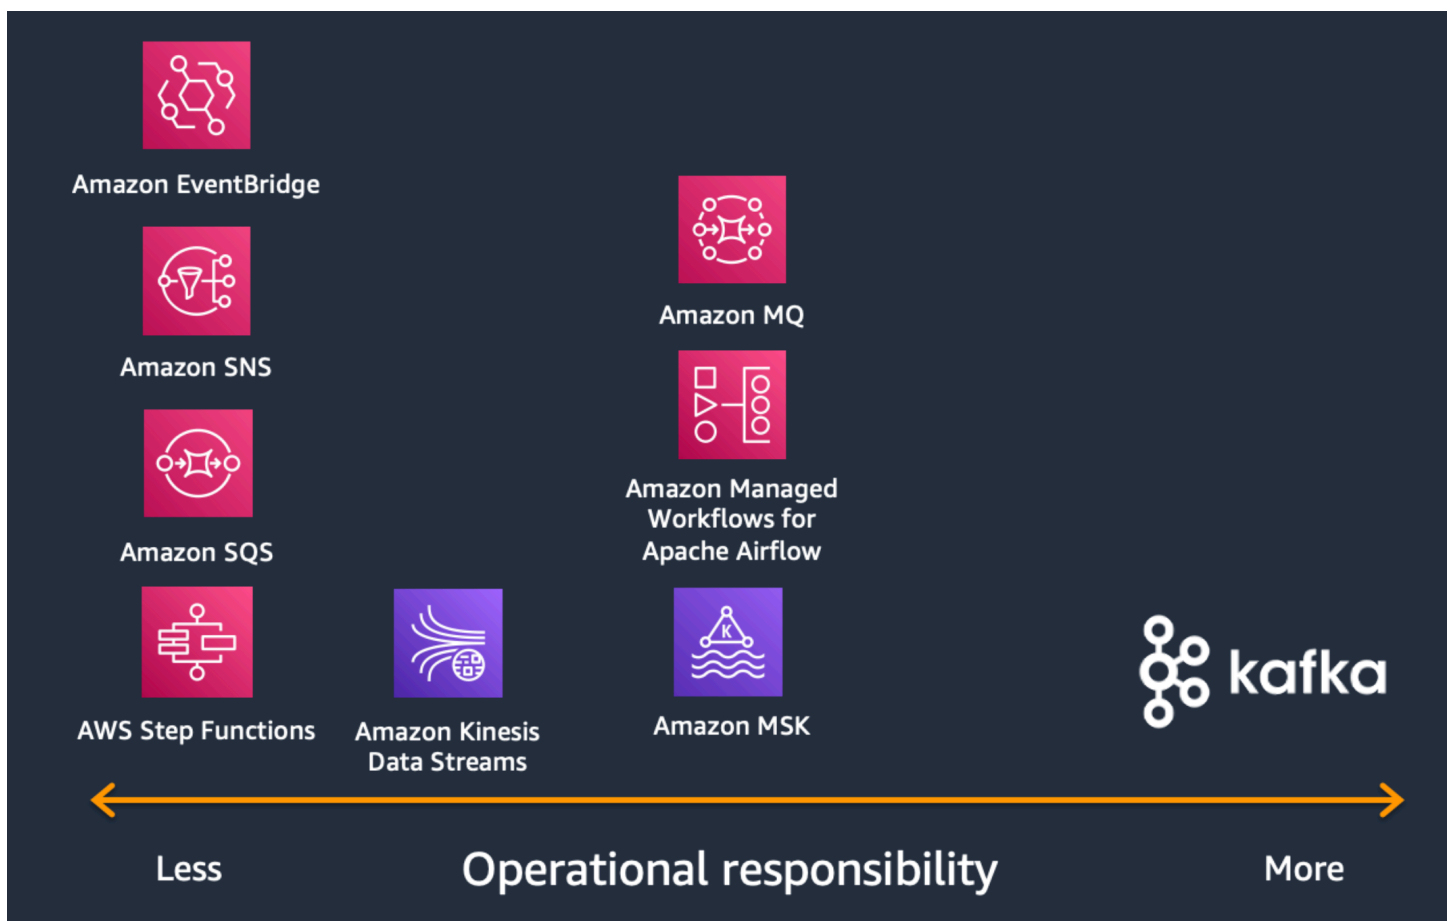 Amazon EventBridge
Amazon SNS
Amazon SQS
AWS Step Functions
Amazon Kinesis
Data Streams
Amazon MQ
Amazon Managed
Workflows for
Apache Airflow
K
Amazon MSK
kafka
Less
Operational responsibility
More